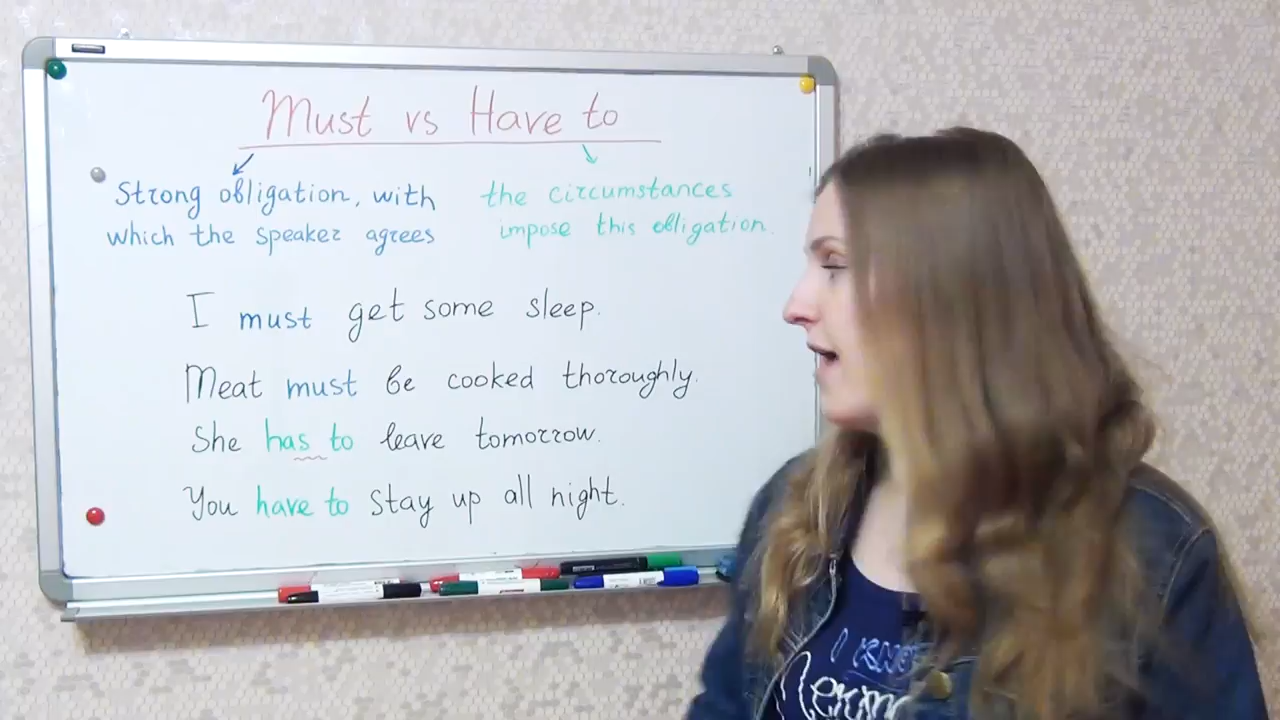 Must vs Have to
Strong obligation, with
which the speaker agrees
the circumstances
impose this obligation.
I must get some sleep.
Meat must be cooked thoroughly.
She has to leave tomorrow.
You have to stay up all night.
I